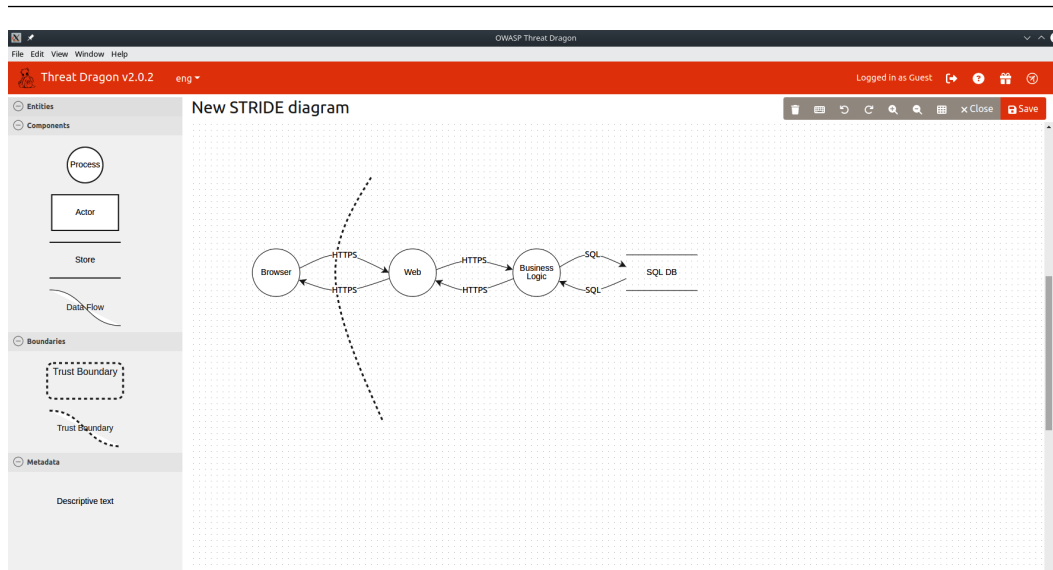 OWASP Threat Dragon
File Edit View Window Help
Threat Dragon v2.0.2 eng Logged in as Guest
Entities
New STRIDE diagram
Close Save
Components
Process
Actor
Store
Data Flow
Boundaries
Trust Boundary
Trust Boundary
Metadata
Descriptive text
HTTPS
HTTPS
SQL
Browser
Web
Business
Logic
SQL DB
HTTPS
HTTPS
SQL